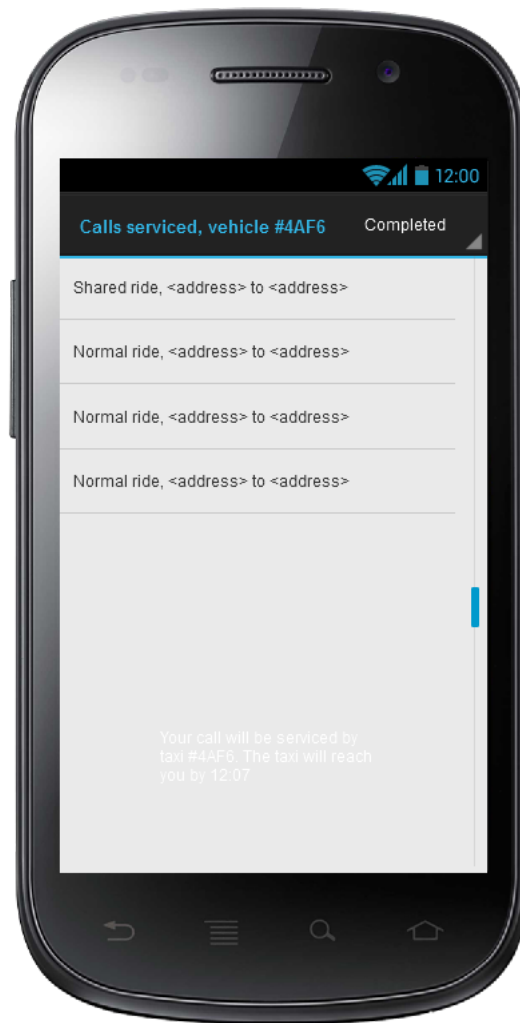 12:00
Calls serviced, vehicle #4AF6 Completed
Shared ride, <address> to <address>
Normal ride, <address> to <address>
Normal ride, <address> to <address>
Normal ride, <address> to <address>
Your call will be serviced by
taxi #4AF6. The taxi will reach
you by 12:07